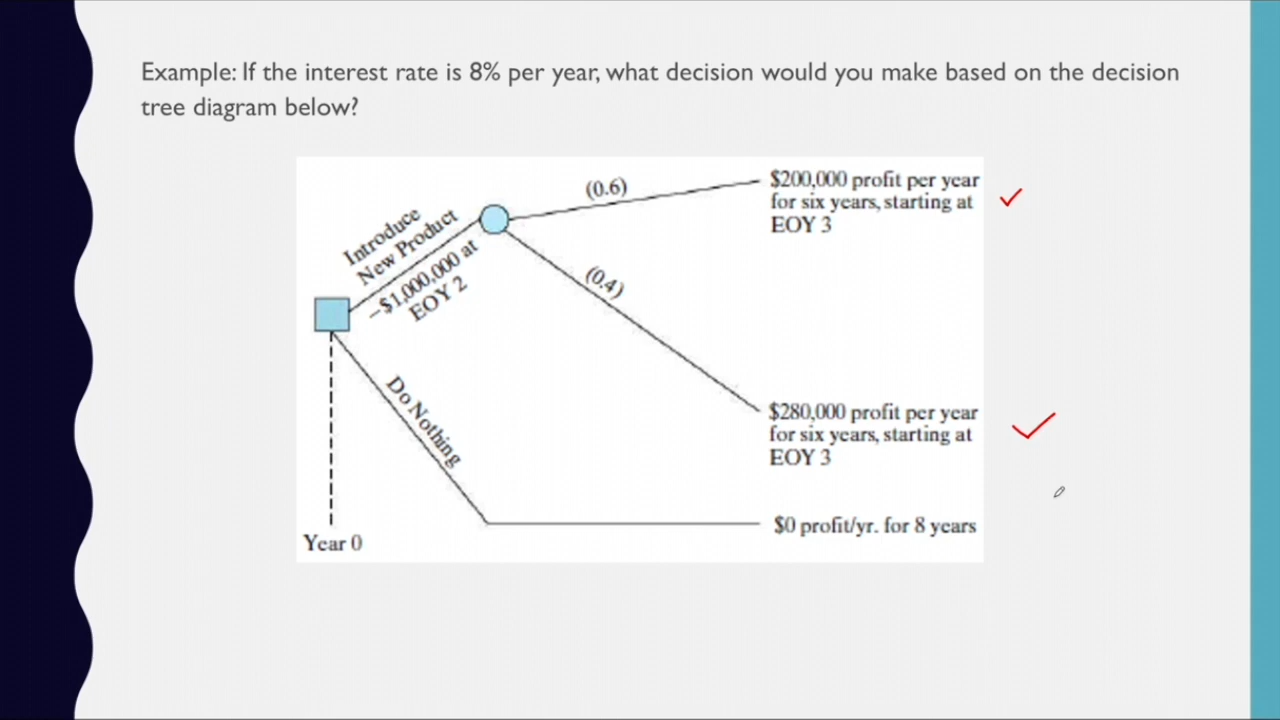 Example: If the interest rate is 8% per year, what decision would you make based on the decision
tree diagram below?
Introduce
New Product
−$1,000,000 at
EOY 2
(0.6)
$200,000 profit per year
for six years, starting at
EOY 3
(0.4)
$280,000 profit per year
for six years, starting at
EOY 3
Do Nothing
$0 profit/yr. for 8 years
Year 0